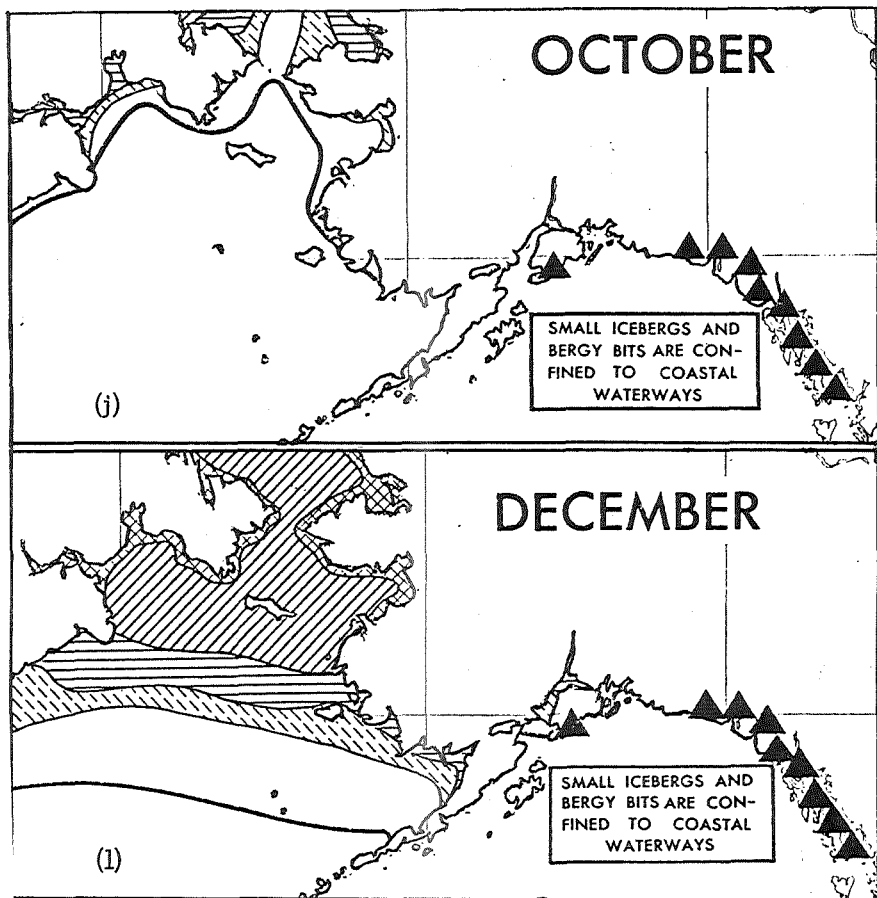 OCTOBER
SMALL ICEBERGS AND
BERGY BITS ARE CON-
FINED TO COASTAL
WATERWAYS
(j)
DECEMBER
SMALL ICEBERGS AND
BERGY BITS ARE CON-
FINED TO COASTAL
WATERWAYS
(l)